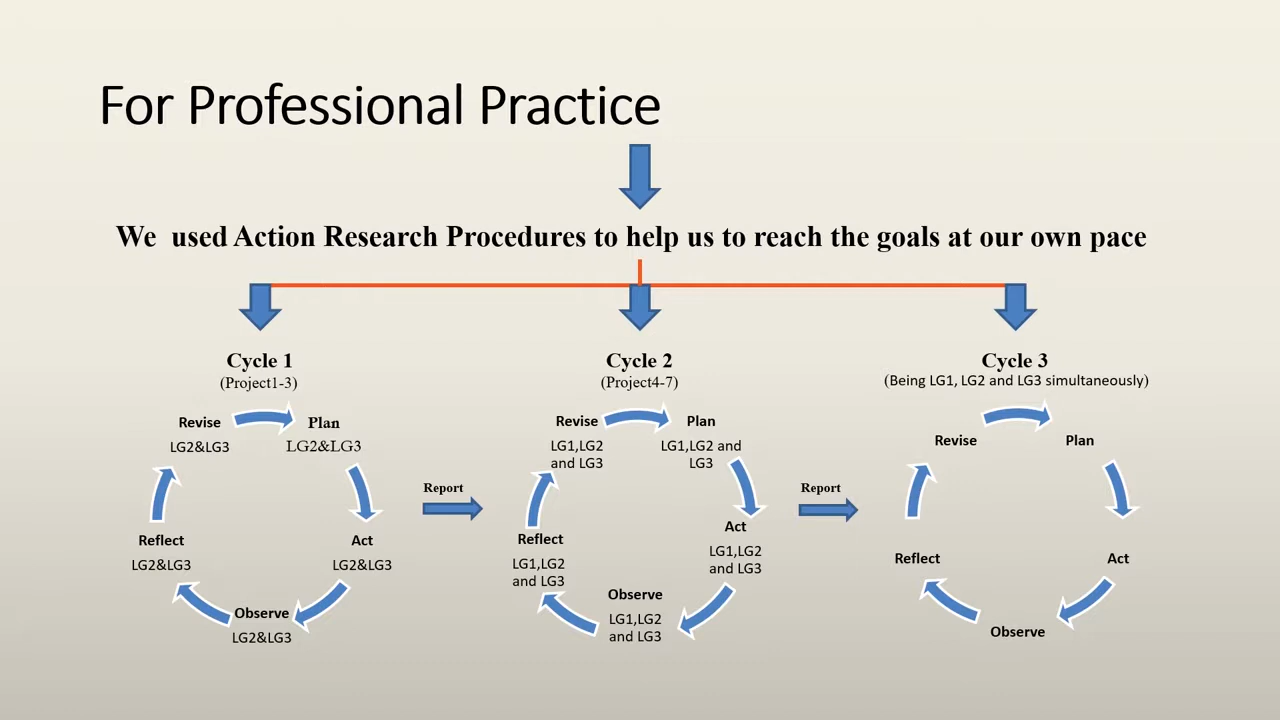 For Professional Practice
We  used Action Research Procedures to help us to reach the goals at our own pace
Cycle 1
(Project1-3)
Revise
LG2&LG3
Plan
LG2&LG3
Act
LG2&LG3
Observe
LG2&LG3
Reflect
LG2&LG3
Report
Cycle 2
(Project4-7)
Revise
LG1,LG2
and LG3
Plan
LG1,LG2 and
LG3
Act
LG1,LG2
and LG3
Observe
LG1,LG2
and LG3
Reflect
LG1,LG2
and LG3
Report
Cycle 3
(Being LG1, LG2 and LG3 simultaneously)
Revise
Plan
Act
Observe
Reflect